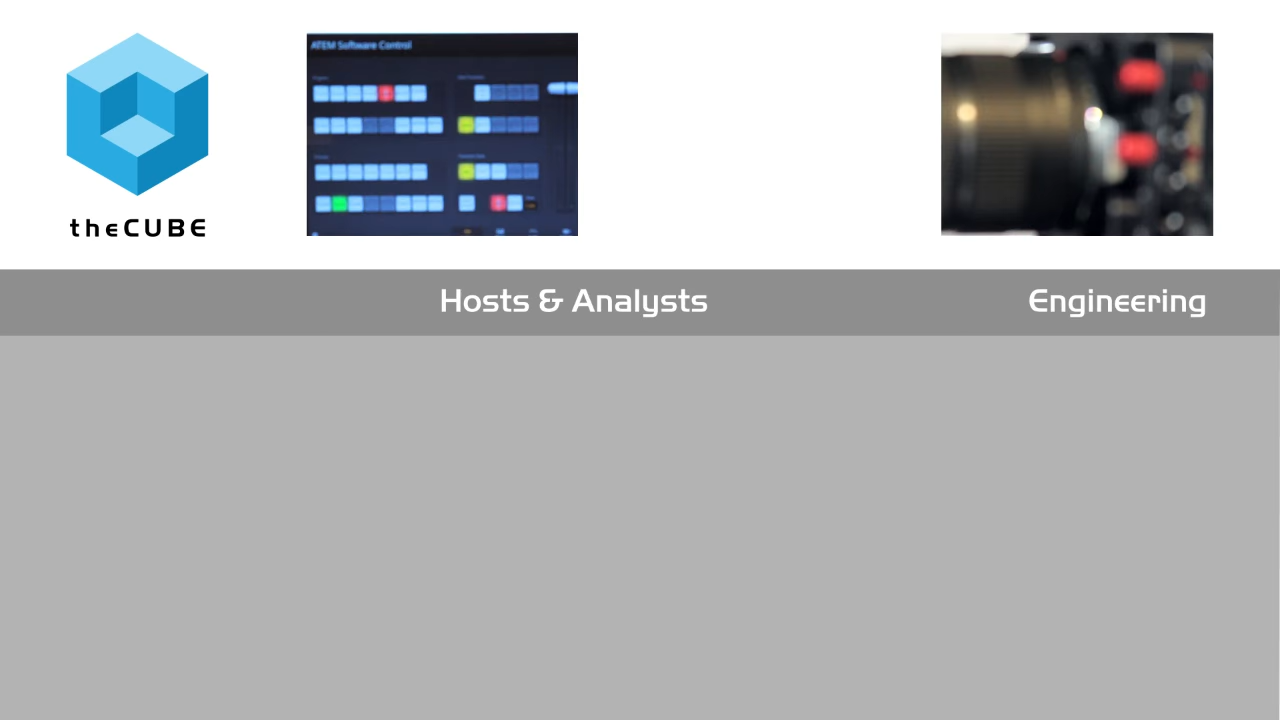 ATEM Software Control
theCUBE
Hosts & Analysts
Engineering